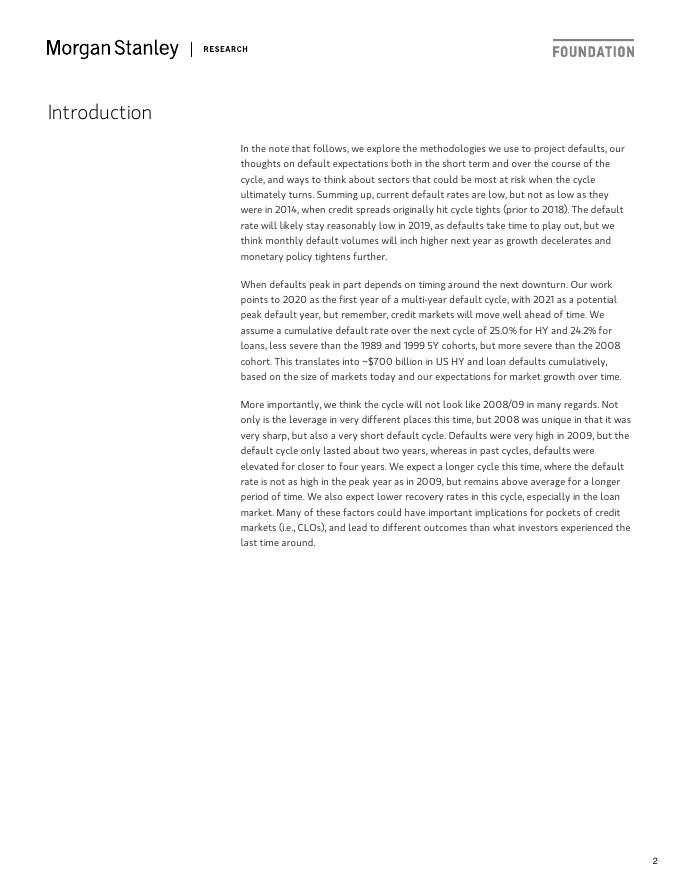 Morgan Stanley | RESEARCH
FOUNDATION
Introduction
In the note that follows, we explore the methodologies we use to project defaults, our
thoughts on default expectations both in the short term and over the course of the
cycle, and ways to think about sectors that could be most at risk when the cycle
ultimately turns. Summing up, current default rates are low, but not as low as they
were in 2014, when credit spreads originally hit cycle tights (prior to 2018). The default
rate will likely stay reasonably low in 2019, as defaults take time to play out, but we
think monthly default volumes will inch higher next year as growth decelerates and
monetary policy tightens further.
When defaults peak in part depends on timing around the next downturn. Our work
points to 2020 as the first year of a multi-year default cycle, with 2021 as a potential
peak default year, but remember, credit markets will move well ahead of time. We
assume a cumulative default rate over the next cycle of 25.0% for HY and 24.2% for
loans, less severe than the 1989 and 1999 5Y cohorts, but more severe than the 2008
cohort. This translates into ~$700 billion in US HY and loan defaults cumulatively,
based on the size of markets today and our expectations for market growth over time.
More importantly, we think the cycle will not look like 2008/09 in many regards. Not
only is the leverage in very different places this time, but 2008 was unique in that it was
very sharp, but also a very short default cycle. Defaults were very high in 2009, but the
default cycle only lasted about two years, whereas in past cycles, defaults were
elevated for closer to four years. We expect a longer cycle this time, where the default
rate is not as high in the peak year as in 2009, but remains above average for a longer
period of time. We also expect lower recovery rates in this cycle, especially in the loan
market. Many of these factors could have important implications for pockets of credit
markets (i.e., CLOs), and lead to different outcomes than what investors experienced the
last time around.
2